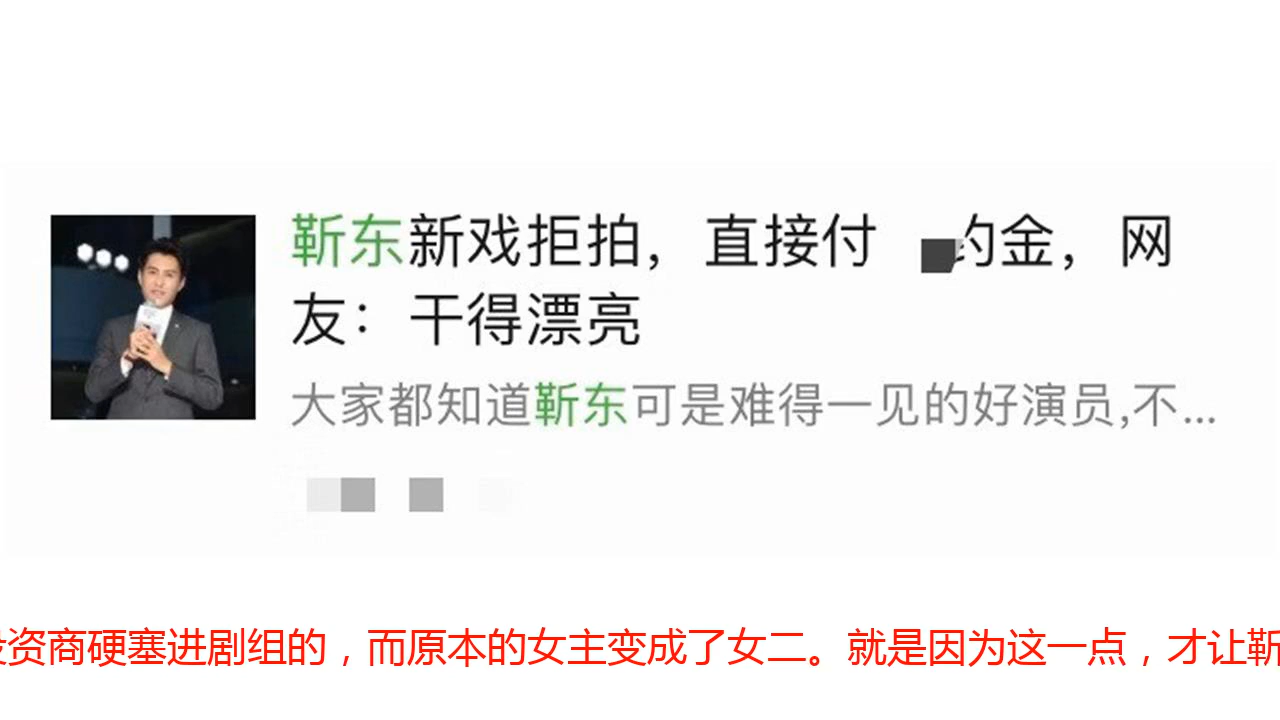 靳东新戏拒拍，直接付 约金，网
友：干得漂亮
大家都知道靳东可是难得一见的好演员,不...
资商硬塞进剧组的，而原本的女主变成了女二。就是因为这一点，才让靳